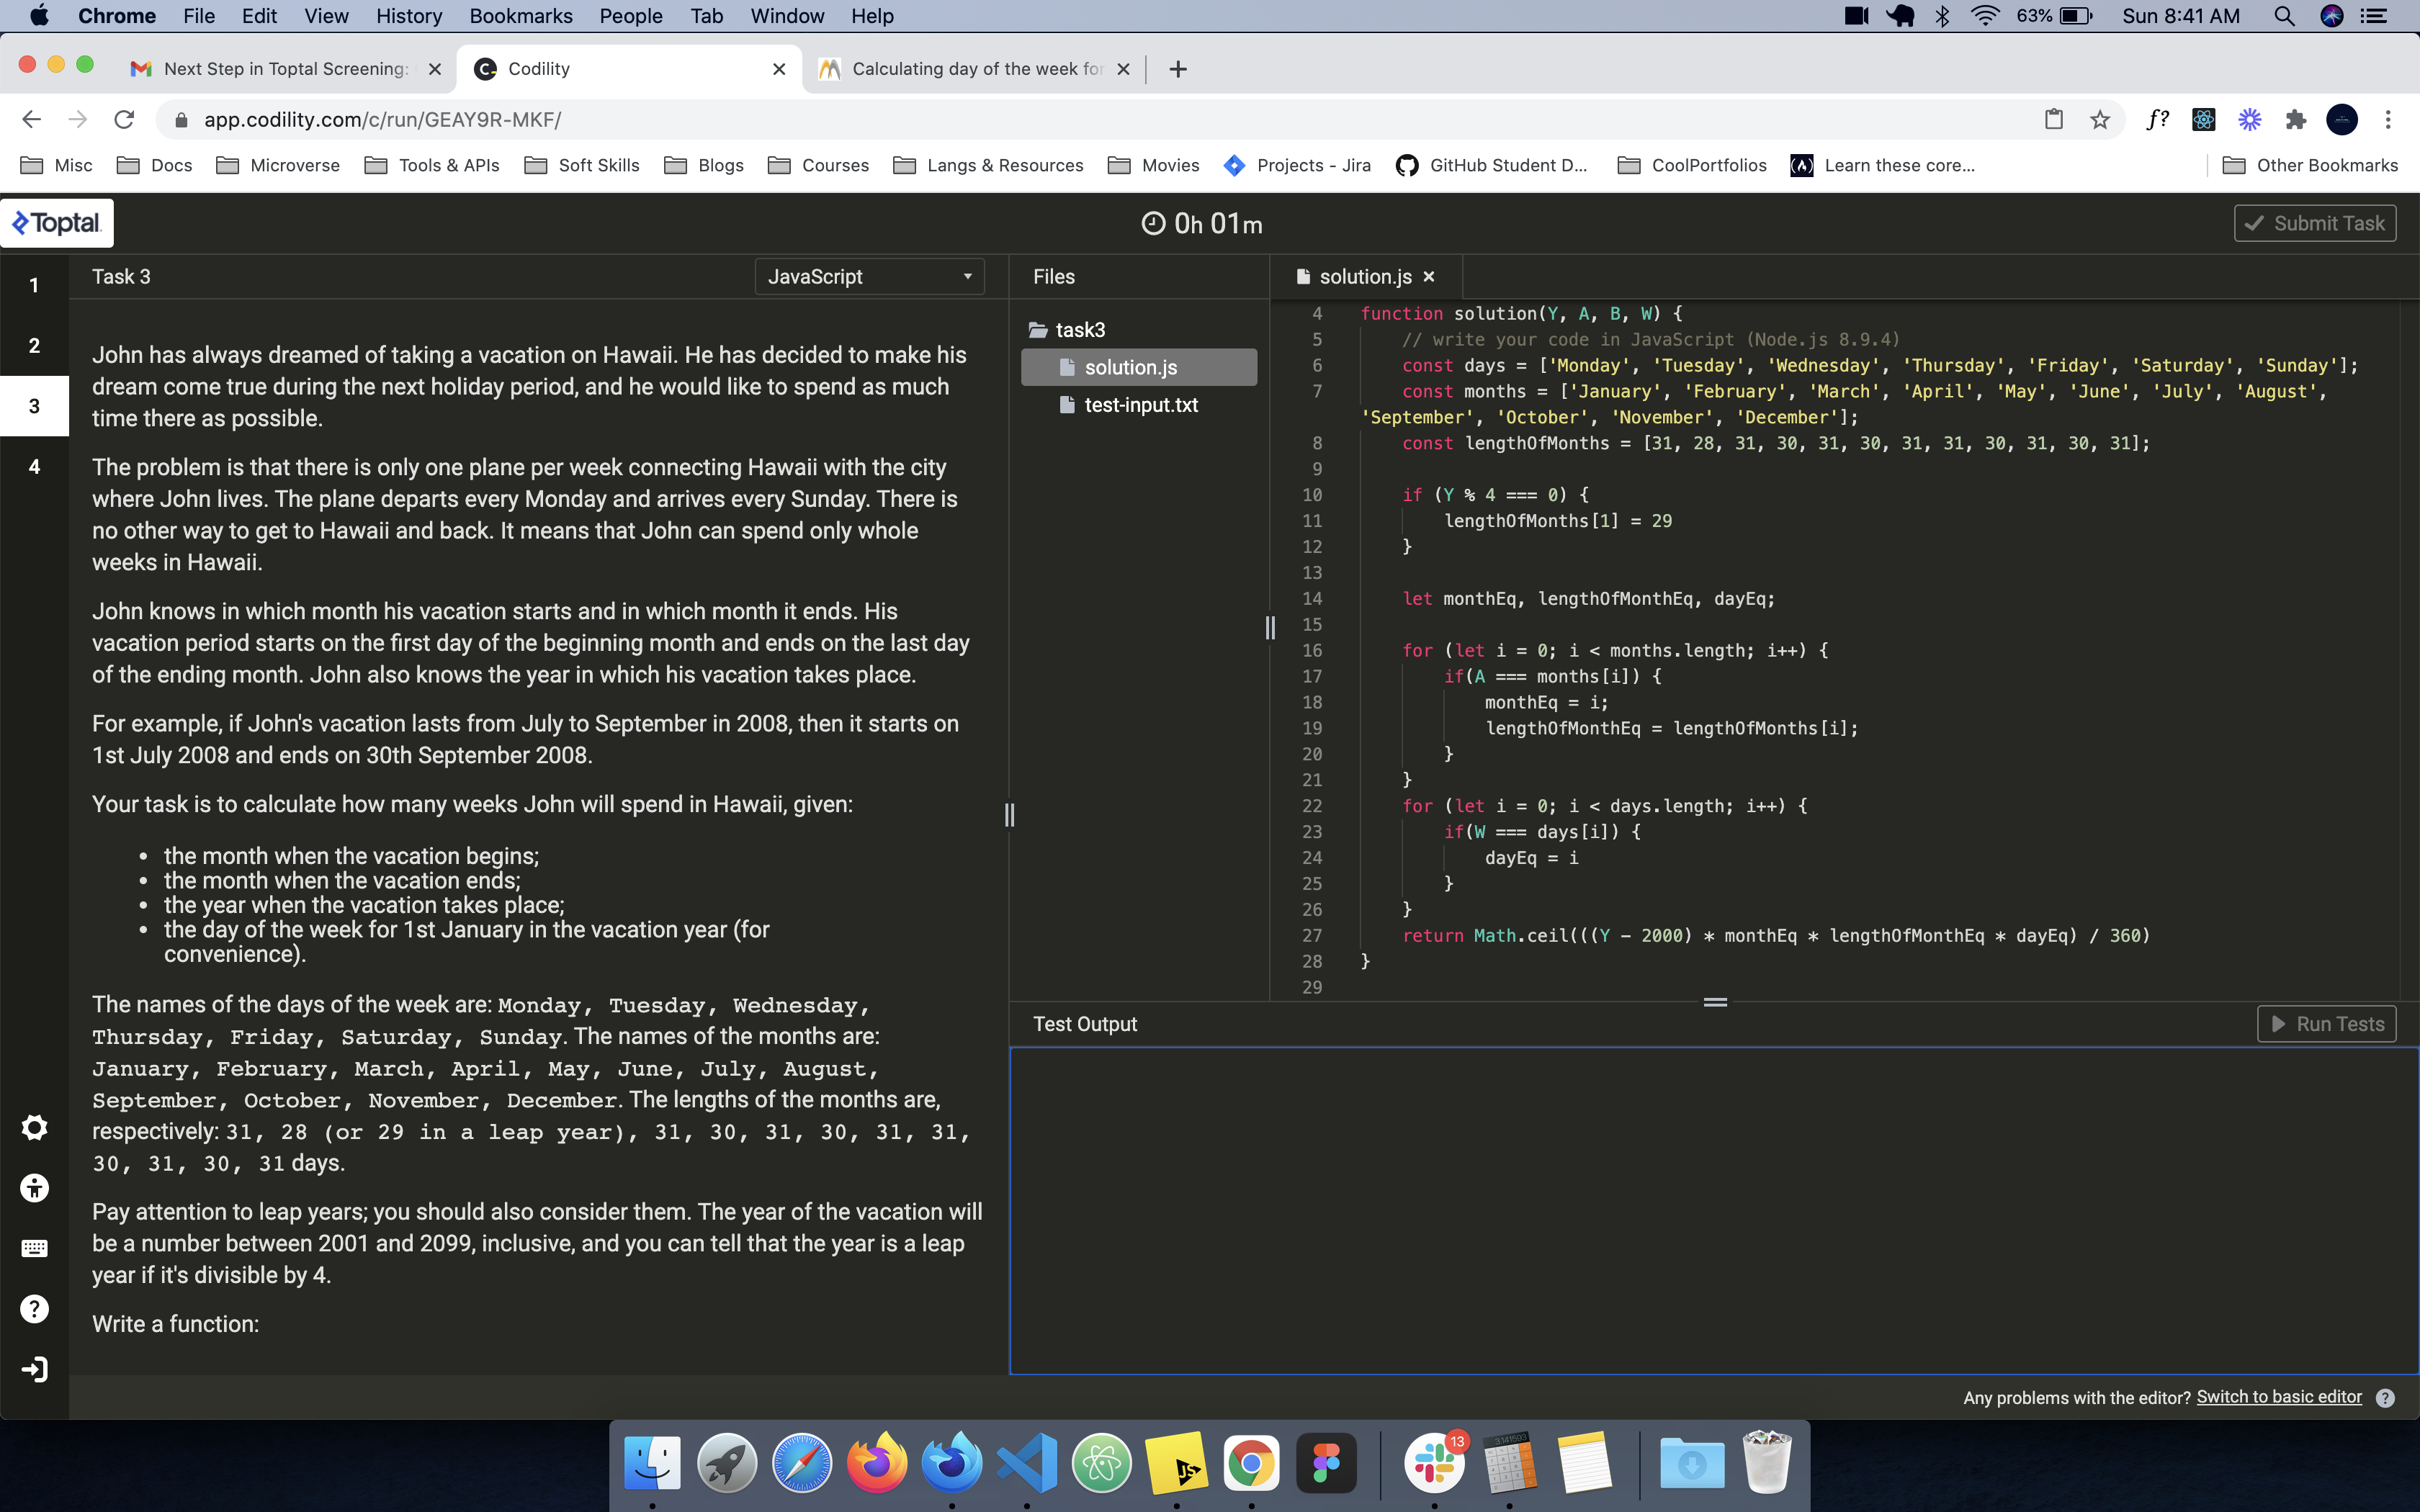 Chrome File Edit View History Bookmarks People Tab Window Help 63% Sun 8:41 AM
Next Step in Toptal Screening: Codility Calculating day of the week for
app.codility.com/c/run/GEAY9R-MKF/ f?
Misc Docs Microverse Tools & APIs Soft Skills Blogs Courses Langs & Resources Movies Projects - Jira GitHub Student D... CoolPortfolios Learn these core... Other Bookmarks
Toptal. 0h 01m Submit Task
1
2
3
4
Task 3 JavaScript
John has always dreamed of taking a vacation on Hawaii. He has decided to make his
dream come true during the next holiday period, and he would like to spend as much
time there as possible.
The problem is that there is only one plane per week connecting Hawaii with the city
where John lives. The plane departs every Monday and arrives every Sunday. There is
no other way to get to Hawaii and back. It means that John can spend only whole
weeks in Hawaii.
John knows in which month his vacation starts and in which month it ends. His
vacation period starts on the first day of the beginning month and ends on the last day
of the ending month. John also knows the year in which his vacation takes place.
For example, if John's vacation lasts from July to September in 2008, then it starts on
1st July 2008 and ends on 30th September 2008.
Your task is to calculate how many weeks John will spend in Hawaii, given:
• the month when the vacation begins;
• the month when the vacation ends;
• the year when the vacation takes place;
• the day of the week for 1st January in the vacation year (for
convenience).
The names of the days of the week are: Monday, Tuesday, Wednesday,
Thursday, Friday, Saturday, Sunday. The names of the months are:
January, February, March, April, May, June, July, August,
September, October, November, December. The lengths of the months are,
respectively: 31, 28 (or 29 in a leap year), 31, 30, 31, 30, 31, 31,
30, 31, 30, 31 days.
Pay attention to leap years; you should also consider them. The year of the vacation will
be a number between 2001 and 2099, inclusive, and you can tell that the year is a leap
year if it's divisible by 4.
Write a function:
Files
task3
solution.js
test-input.txt
solution.js
4 function solution(Y, A, B, W) {
5 // write your code in JavaScript (Node.js 8.9.4)
6 const days = ['Monday', 'Tuesday', 'Wednesday', 'Thursday', 'Friday', 'Saturday', 'Sunday'];
7 const months = ['January', 'February', 'March', 'April', 'May', 'June', 'July', 'August',
'September', 'October', 'November', 'December'];
8 const lengthOfMonths = [31, 28, 31, 30, 31, 30, 31, 31, 30, 31, 30, 31];
9
10 if (Y % 4 === 0) {
11 lengthOfMonths[1] = 29
12 }
13
14 let monthEq, lengthOfMonthEq, dayEq;
15
16 for (let i = 0; i < months.length; i++) {
17 if(A === months[i]) {
18 monthEq = i;
19 lengthOfMonthEq = lengthOfMonths[i];
20 }
21 }
22 for (let i = 0; i < days.length; i++) {
23 if(W === days[i]) {
24 dayEq = i
25 }
26 }
27 return Math.ceil(((Y - 2000) * monthEq * lengthOfMonthEq * dayEq) / 360)
28 }
29
Test Output Run Tests
Any problems with the editor? Switch to basic editor ?
JS
13